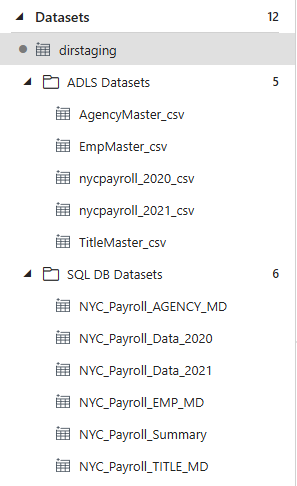 Datasets 12
dirstaging
ADLS Datasets 5
AgencyMaster_csv
EmpMaster_csv
nycpayroll_2020_csv
nycpayroll_2021_csv
TitleMaster_csv
SQL DB Datasets 6
NYC_Payroll_AGENCY_MD
NYC_Payroll_Data_2020
NYC_Payroll_Data_2021
NYC_Payroll_EMP_MD
NYC_Payroll_Summary
NYC_Payroll_TITLE_MD